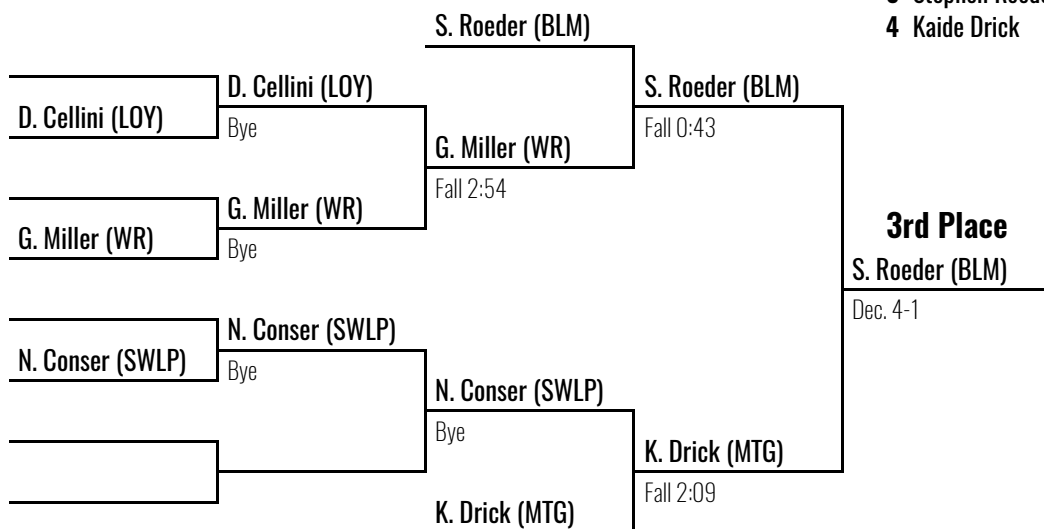 4 Kaide Drick
S. Roeder (BLM)
D. Cellini (LOY)
D. Cellini (LOY)
Bye
G. Miller (WR)
Fall 2:54
G. Miller (WR)
G. Miller (WR)
Bye
S. Roeder (BLM)
Fall 0:43
3rd Place
S. Roeder (BLM)
Dec. 4-1
N. Conser (SWLP)
N. Conser (SWLP)
Bye
N. Conser (SWLP)
Bye
K. Drick (MTG)
K. Drick (MTG)
Fall 2:09